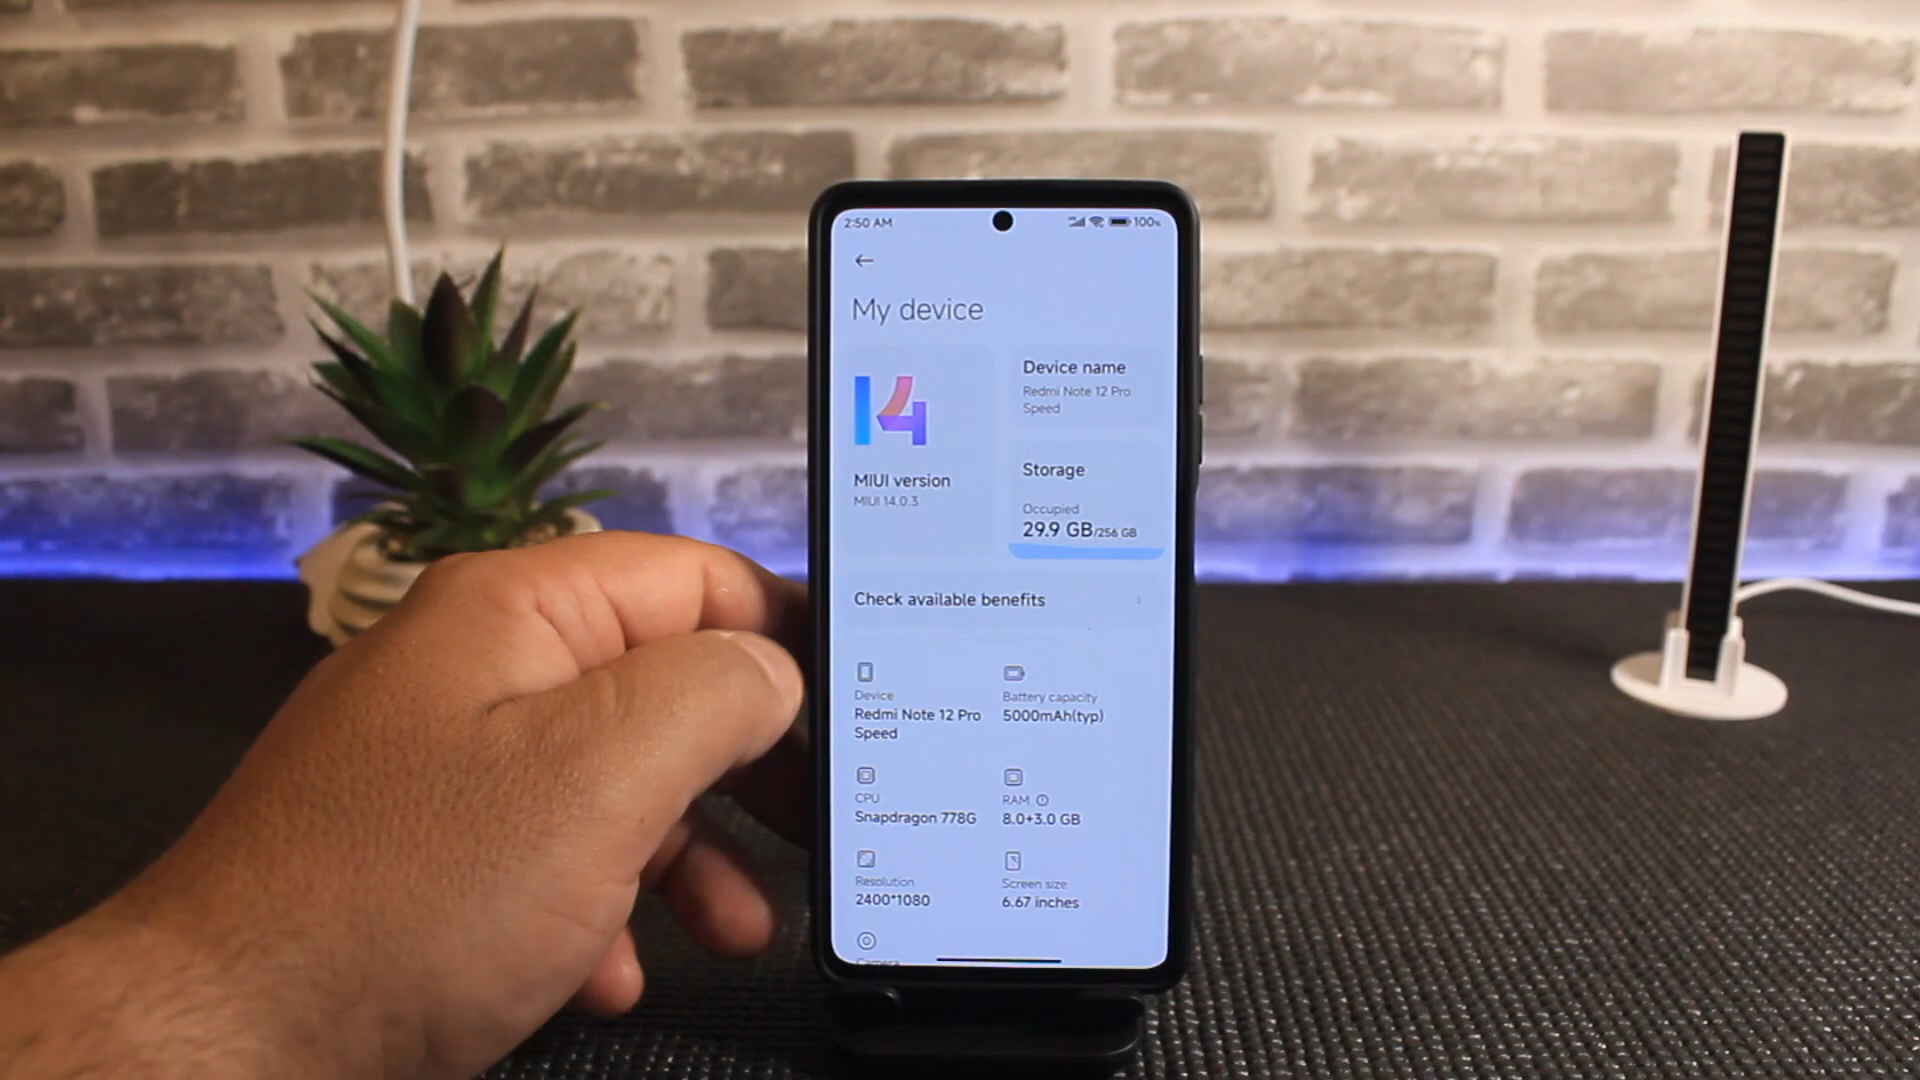 2:50 AM
100%
My device
14
MIUI version
MIUI 14.0.3
Device name
Redmi Note 12 Pro
Speed
Storage
Occupied
29.9 GB/256 GB
Check available benefits
Device
Redmi Note 12 Pro
Speed
Battery capacity
5000mAh(typ)
CPU
Snapdragon 778G
RAM
8.0+3.0 GB
Resolution
2400*1080
Screen size
6.67 inches
Camera